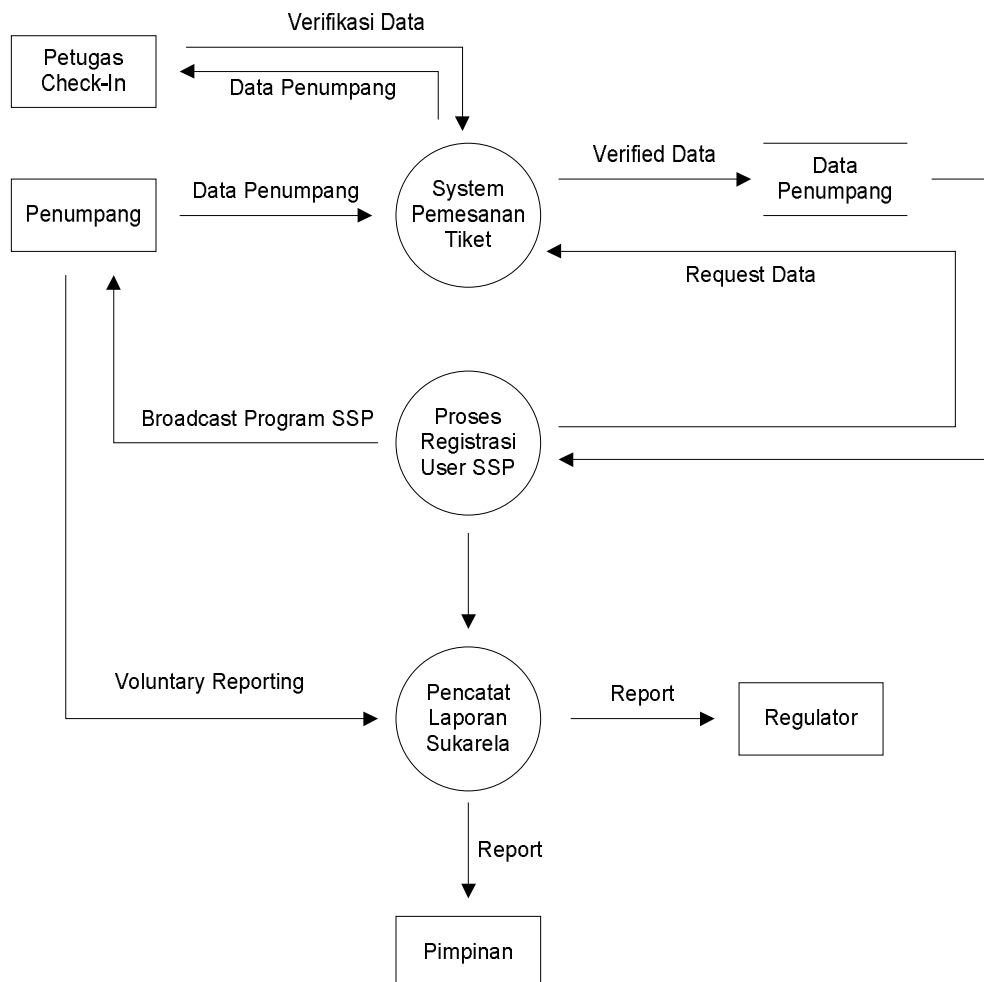 Verifikasi Data
Petugas
Check-In
Data Penumpang
Penumpang
Data Penumpang
System
Pemesanan
Tiket
Verified Data
Data
Penumpang
Request Data
Broadcast Program SSP
Proses
Registrasi
User SSP
Voluntary Reporting
Pencatat
Laporan
Sukarela
Report
Regulator
Report
Pimpinan